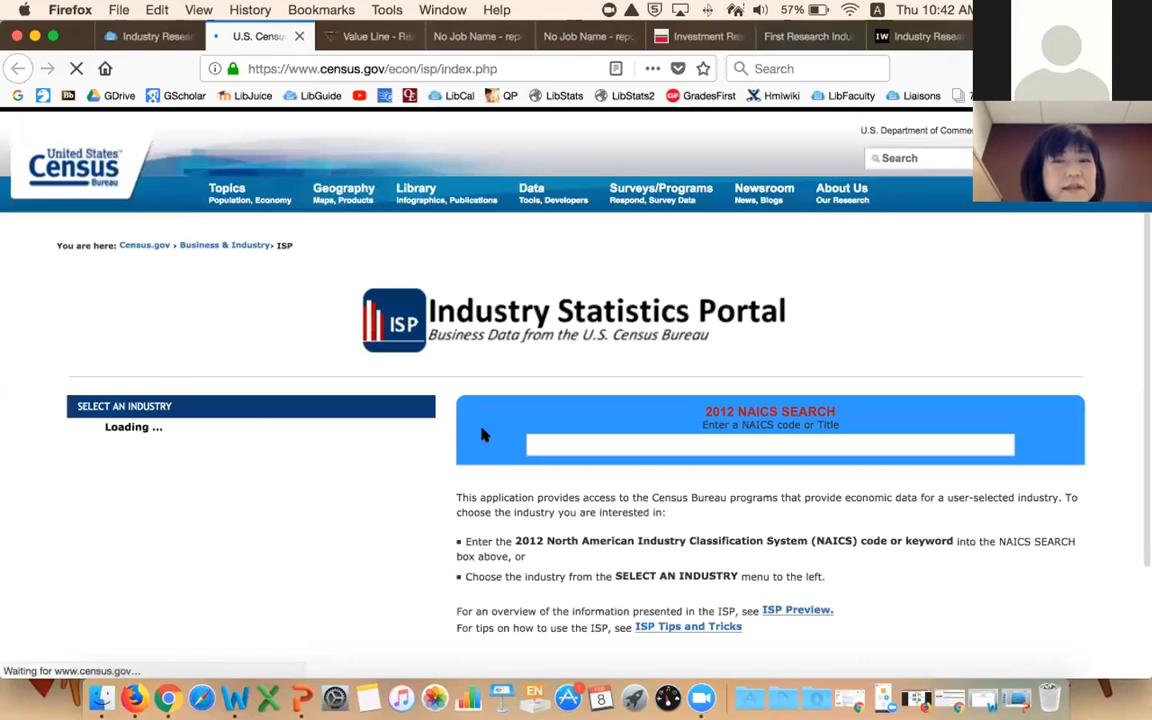 Firefox File Edit View History Bookmarks Tools Window Help 57% A Thu 10:42 AM
Industry Resea U.S. Censu Value Line - Re No Job Name - rep No Job Name - repo Investment Re First Research Indu IW Industry Resea
https://www.census.gov/econ/isp/index.php Search
GDrive GScholar LibJuice LibGuide LibCal QP LibStats LibStats2 GradesFirst Hmlwiki LibFaculty Liaisons
U.S. Department of Commer
United States™
Census
Bureau
Search
Topics Geography Library Data Surveys/Programs Newsroom About Us
Population, Economy Maps, Products Infographics, Publications Tools, Developers Respond, Survey Data News, Blogs Our Research
You are here: Census.gov › Business & Industry› ISP
ISP Industry Statistics Portal
Business Data from the U.S. Census Bureau
SELECT AN INDUSTRY
Loading ...
2012 NAICS SEARCH
Enter a NAICS code or Title
This application provides access to the Census Bureau programs that provide economic data for a user-selected industry. To
choose the industry you are interested in:
▪ Enter the 2012 North American Industry Classification System (NAICS) code or keyword into the NAICS SEARCH
box above, or
▪ Choose the industry from the SELECT AN INDUSTRY menu to the left.
For an overview of the information presented in the ISP, see ISP Preview.
For tips on how to use the ISP, see ISP Tips and Tricks
Waiting for www.census.gov...